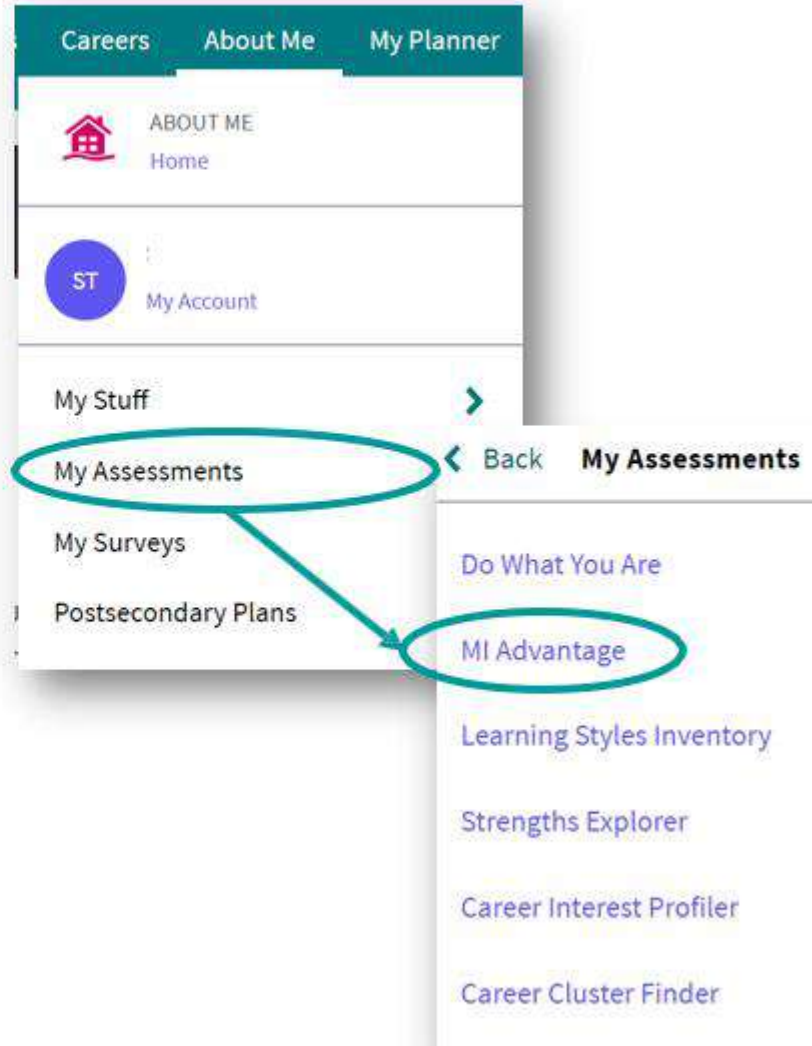 Careers About Me My Planner
ABOUT ME
Home
ST
:
My Account
My Stuff
My Assessments
My Surveys
Postsecondary Plans
Back My Assessments
Do What You Are
MI Advantage
Learning Styles Inventory
Strengths Explorer
Career Interest Profiler
Career Cluster Finder